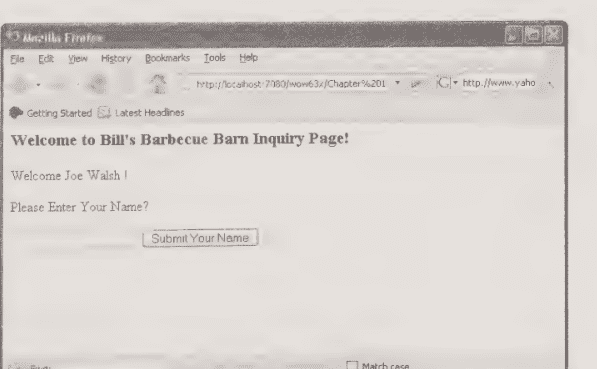 Mozilla Firefox
File Edit View History Bookmarks Tools Help
http://localhost:7080/wow63x/Chapter%201 http://www.yaho
Getting Started Latest Headlines
Welcome to Bill's Barbecue Barn Inquiry Page!
Welcome Joe Walsh !
Please Enter Your Name?
Submit Your Name
Match case